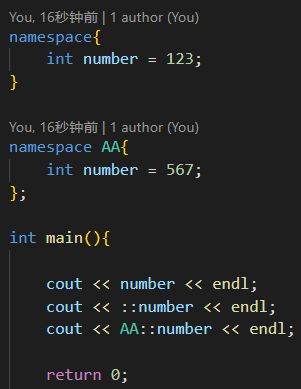 You, 16秒钟前 | 1 author (You)
namespace{
    int number = 123;
}
You, 16秒钟前 | 1 author (You)
namespace AA{
    int number = 567;
};
int main(){
    cout << number << endl;
    cout << ::number << endl;
    cout << AA::number << endl;
    return 0;